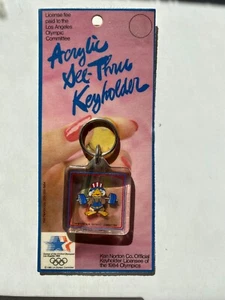 License fee
paid to the
Los Angeles
Olympic
Committee
Acrylic
See-Thru
Keyholder
Ken Norton Co., Official
Keyholder Licensee of
the 1984 Olympics